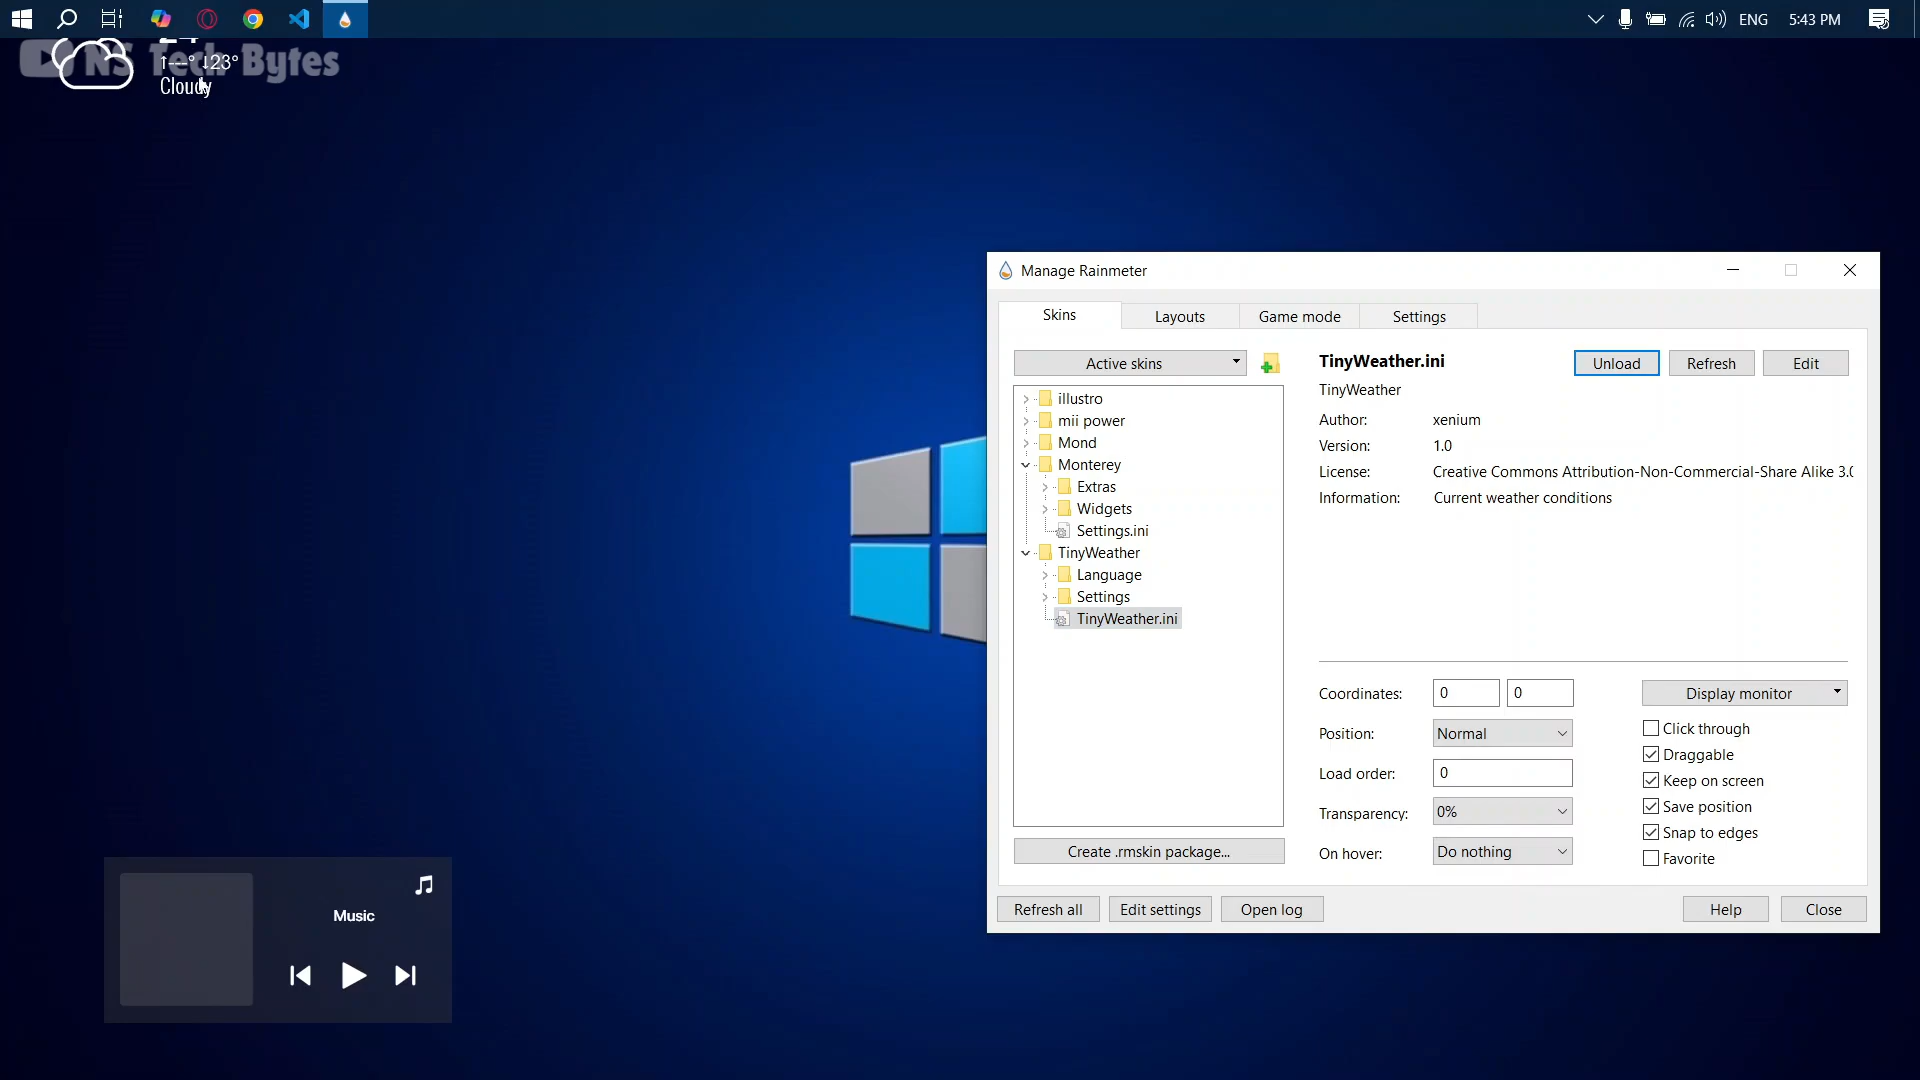 ENG
5:43 PM
NS Tech Bytes
↑---° ↓23°
Cloudy
Manage Rainmeter
Skins
Layouts
Game mode
Settings
Active skins
illustro
mii power
Mond
Monterey
Extras
Widgets
Settings.ini
TinyWeather
Language
Settings
TinyWeather.ini
Create .rmskin package...
TinyWeather.ini
Unload
Refresh
Edit
TinyWeather
Author: xenium
Version: 1.0
License: Creative Commons Attribution-Non-Commercial-Share Alike 3.0
Information: Current weather conditions
Coordinates: 0 0
Display monitor
Position: Normal
Load order: 0
Transparency: 0%
On hover: Do nothing
Click through
Draggable
Keep on screen
Save position
Snap to edges
Favorite
Refresh all
Edit settings
Open log
Help
Close
Music